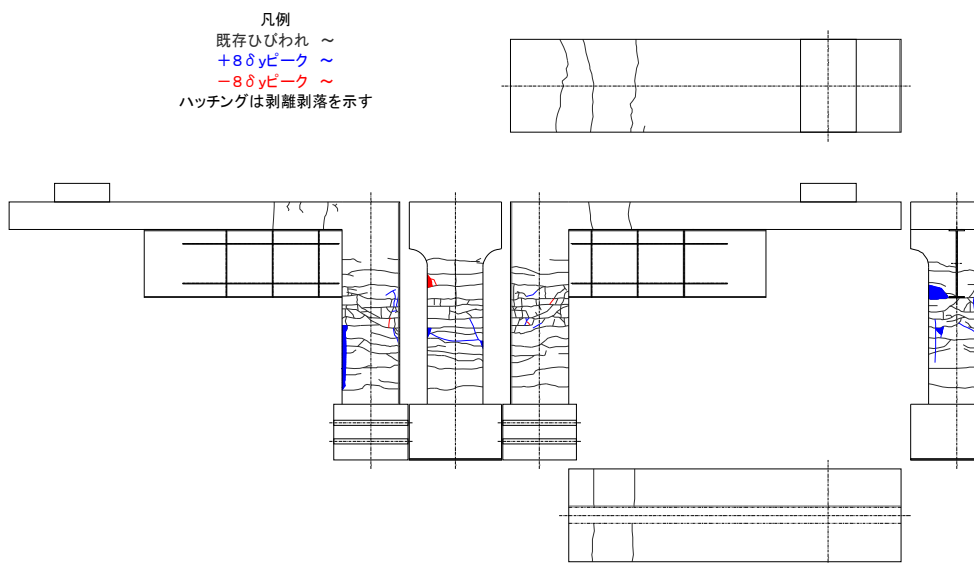 凡例
既存ひびわれ ～
＋8δyピーク ～
－8δyピーク ～
ハッチングは剥離剥落を示す